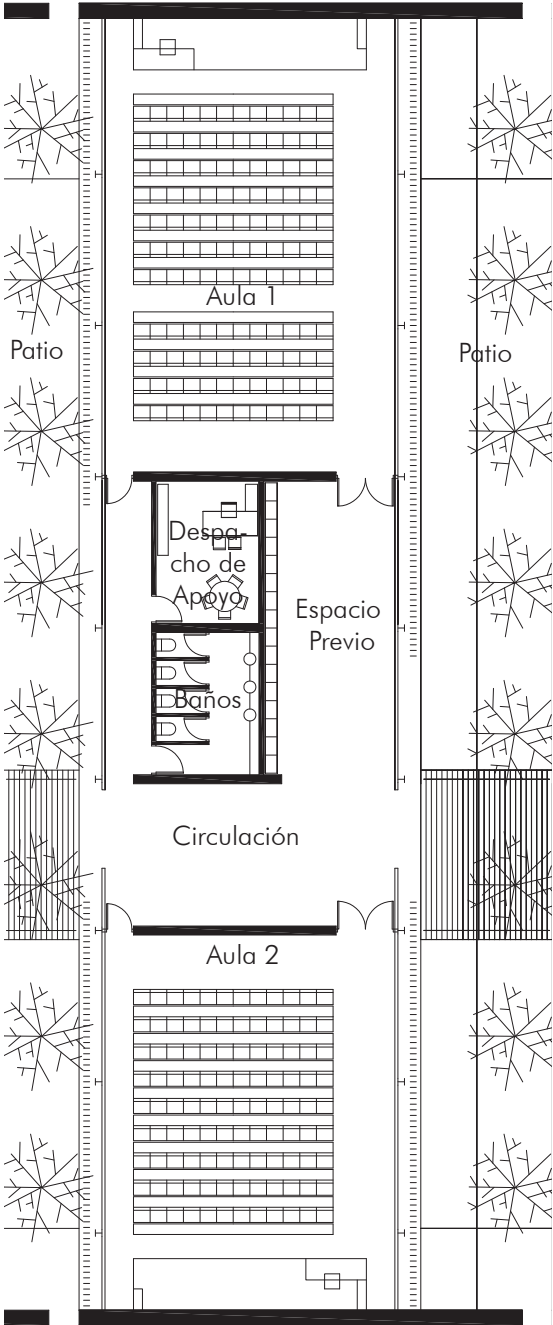 Aula 1
Patio
Patio
Despa-
cho de
Apoyo
Espacio
Previo
Baños
Circulación
Aula 2